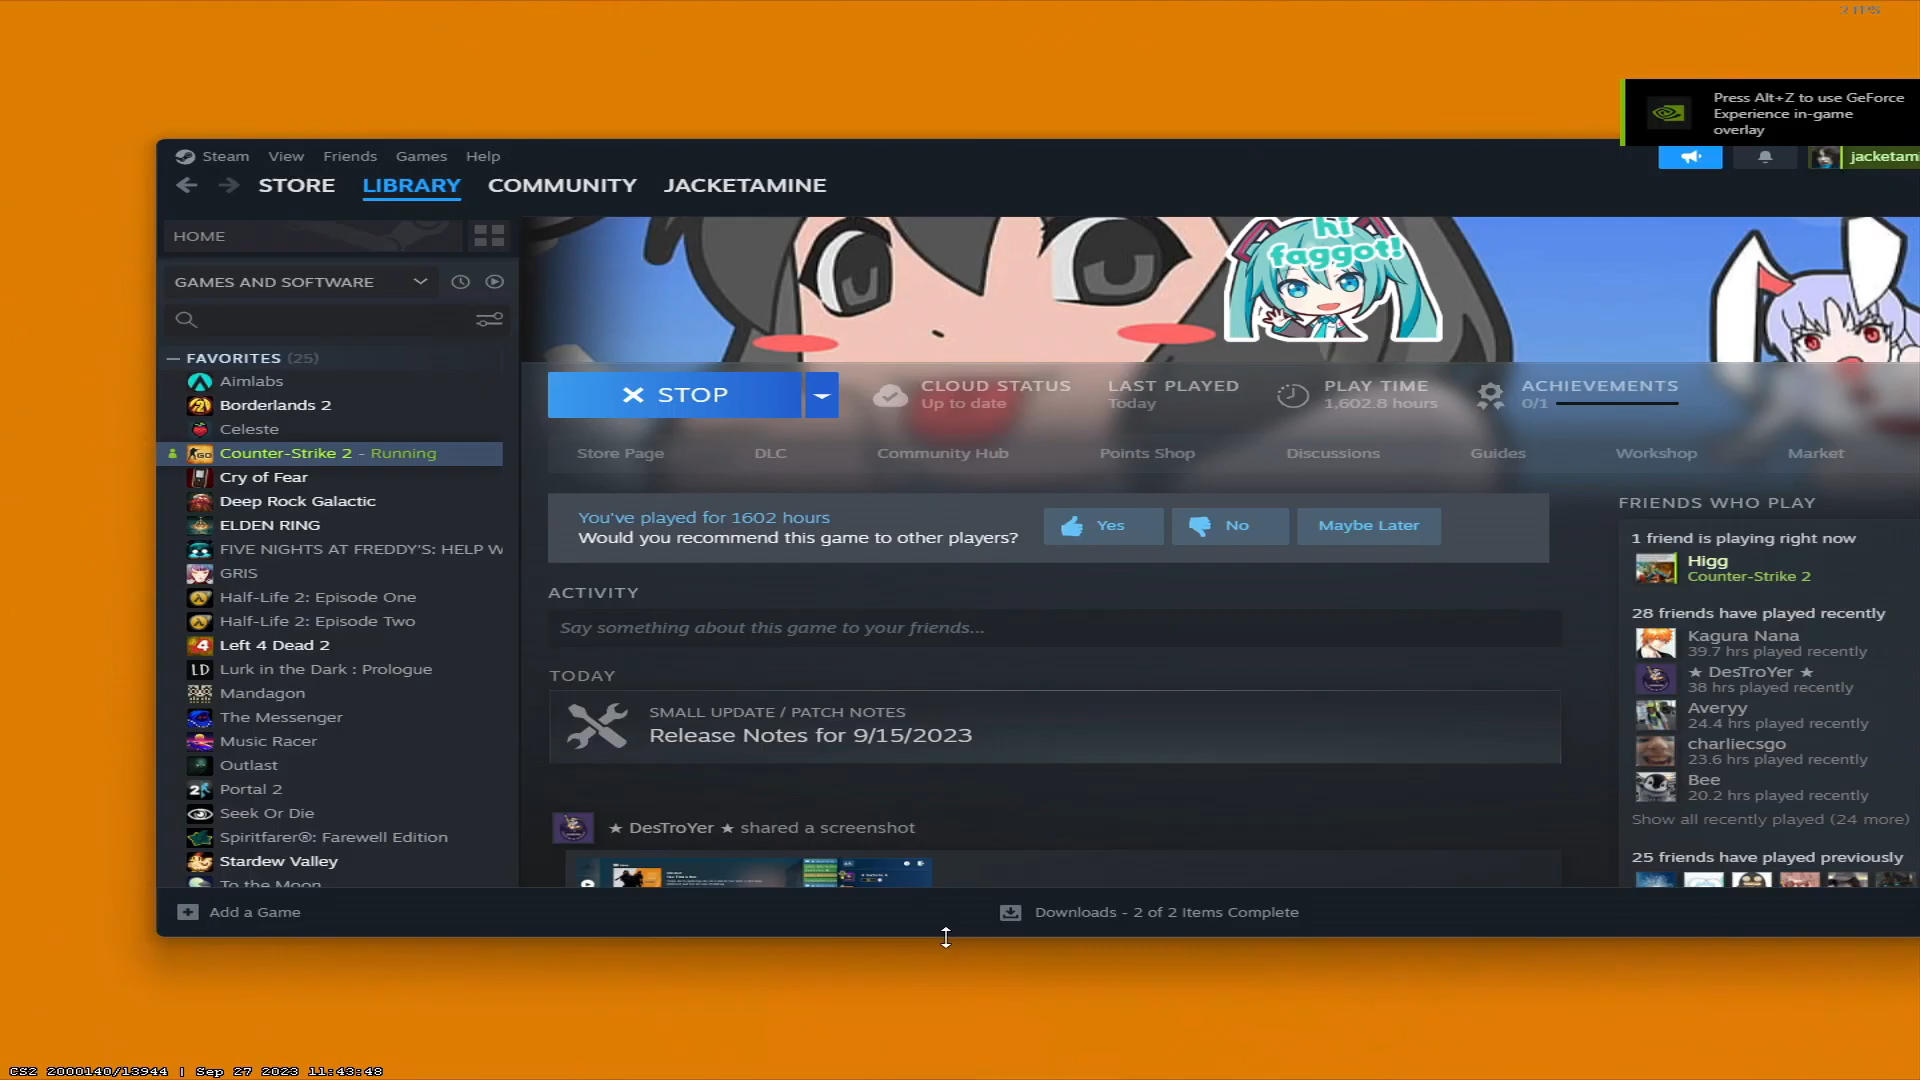 Press Alt+Z to use GeForce
Experience in-game
overlay
Steam View Friends Games Help
jacketami
STORE LIBRARY COMMUNITY JACKETAMINE
HOME
hi
faggot!
GAMES AND SOFTWARE
FAVORITES (25)
Aimlabs
Borderlands 2
Celeste
Counter-Strike 2 - Running
Cry of Fear
Deep Rock Galactic
ELDEN RING
FIVE NIGHTS AT FREDDY'S: HELP W
GRIS
Half-Life 2: Episode One
Half-Life 2: Episode Two
Left 4 Dead 2
Lurk in the Dark : Prologue
Mandagon
The Messenger
Music Racer
Outlast
Portal 2
Seek Or Die
Spiritfarer®: Farewell Edition
Stardew Valley
To the Moon
STOP
CLOUD STATUS
Up to date
LAST PLAYED
Today
PLAY TIME
1,602.8 hours
ACHIEVEMENTS
0/1
Store Page DLC Community Hub Points Shop Discussions Guides Workshop Market
You've played for 1602 hours
Would you recommend this game to other players?
Yes No Maybe Later
ACTIVITY
Say something about this game to your friends...
TODAY
SMALL UPDATE / PATCH NOTES
Release Notes for 9/15/2023
★ DesTroYer ★ shared a screenshot
FRIENDS WHO PLAY
1 friend is playing right now
Higg
Counter-Strike 2
28 friends have played recently
Kagura Nana
39.7 hrs played recently
★ DesTroYer ★
38 hrs played recently
Averyy
24.4 hrs played recently
charliecsgo
23.6 hrs played recently
Bee
20.2 hrs played recently
Show all recently played (24 more)
25 friends have played previously
Add a Game
Downloads - 2 of 2 Items Complete
CS2 2000140/13944 | Sep 27 2023 11:43:48